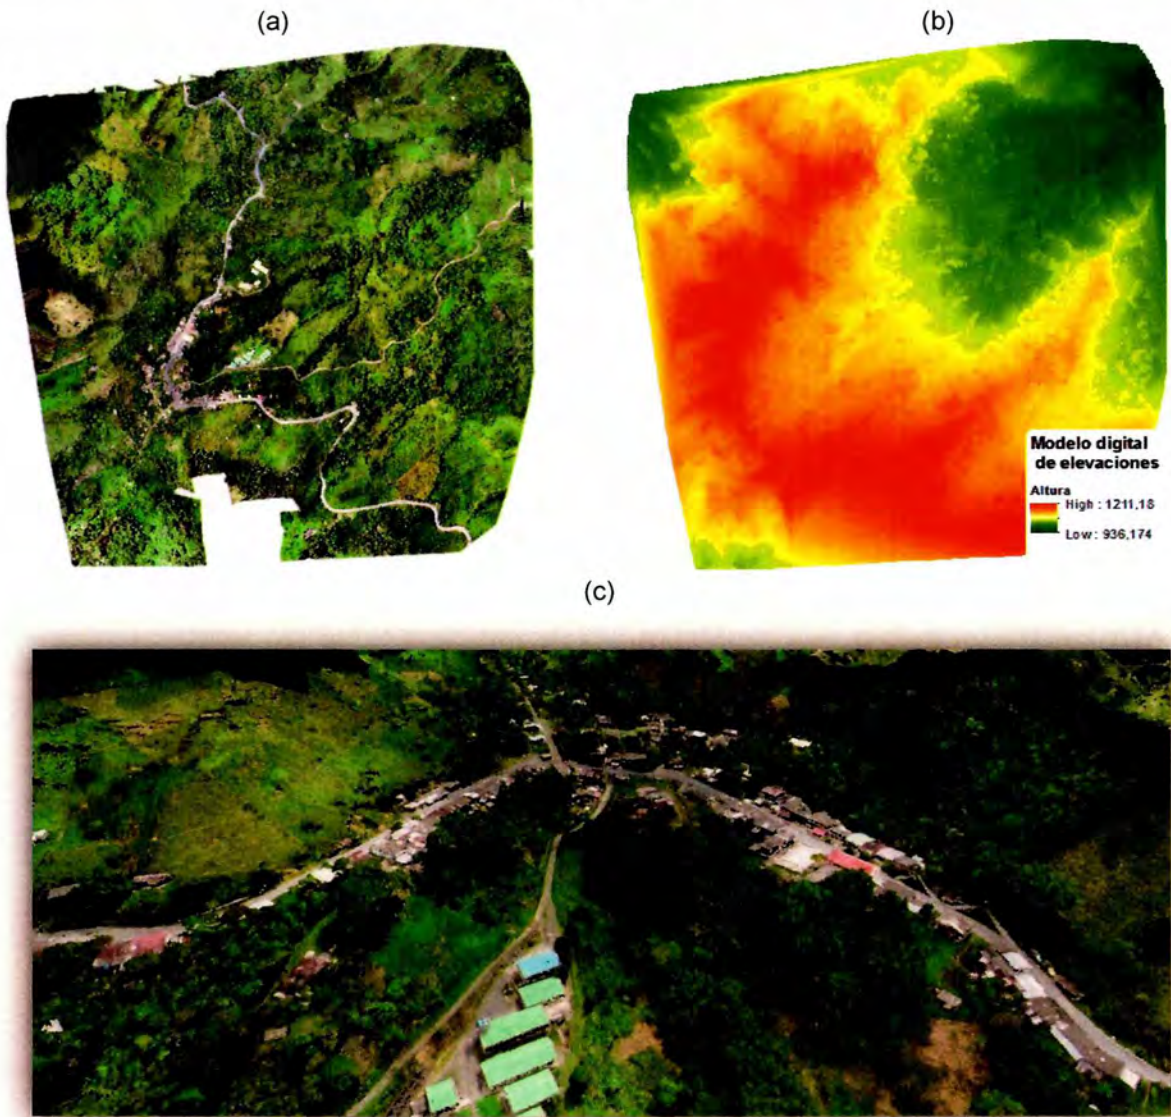 (a)
(b)
Modelo digital
de elevaciones
Altura
High : 1211,18
Low : 936,174
(c)